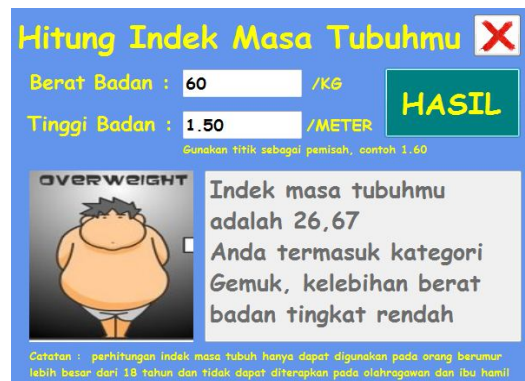 Hitung Indek Masa Tubuhmu
Berat Badan : 60 /KG
HASIL
Tinggi Badan : 1.50 /METER
Gunakan titik sebagai pemisah, contoh 1.60
OVERWEIGHT
Indek masa tubuhmu
adalah 26,67
Anda termasuk kategori
Gemuk, kelebihan berat
badan tingkat rendah
Catatan : perhitungan indek masa tubuh hanya dapat digunakan pada orang berumur
lebih besar dari 18 tahun dan tidak dapat diterapkan pada olahragawan dan ibu hamil